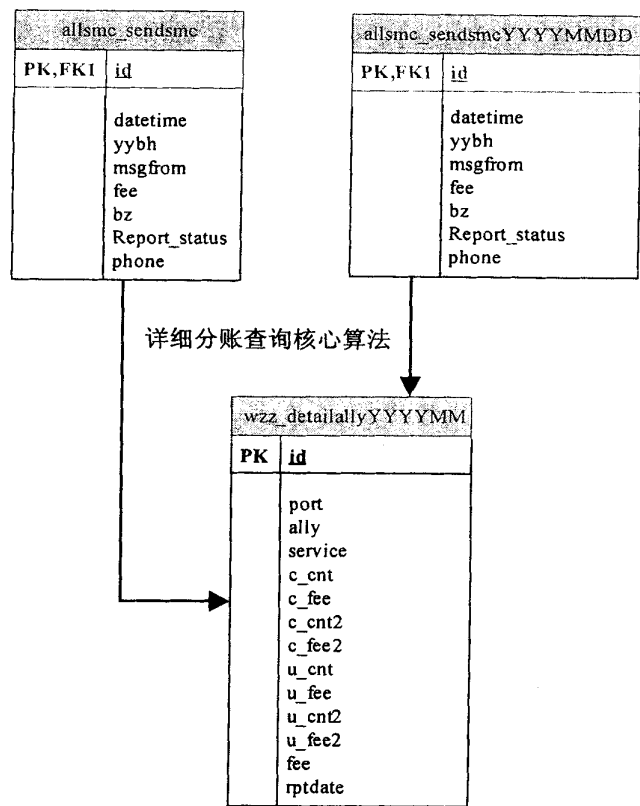 allsmc_sendsmc
PK,FK1 id
datetime
yybh
msgfrom
fee
bz
Report_status
phone
allsmc_sendsmcYYYYMMDD
PK,FK1 id
datetime
yybh
msgfrom
fee
bz
Report_status
phone
详细分账查询核心算法
wzz_detailallyYYYYMM
PK id
port
ally
service
c_cnt
c_fee
c_cnt2
c_fee2
u_cnt
u_fee
u_cnt2
u_fee2
fee
rptdate